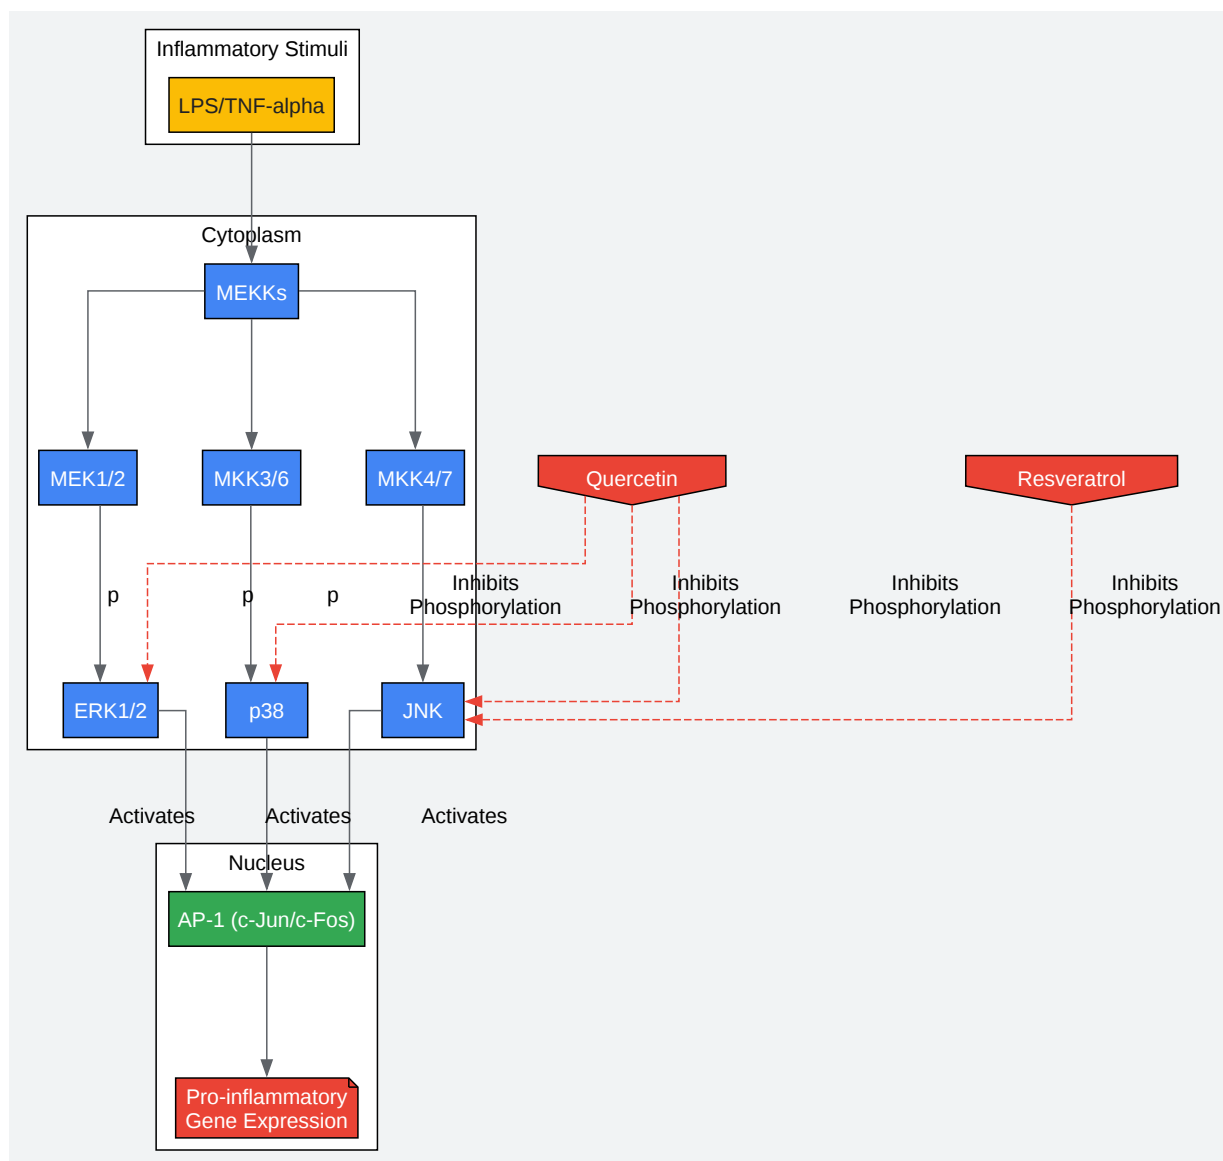 Inflammatory Stimuli
LPS/TNF-alpha
Cytoplasm
MEKKs
MEK1/2
MKK3/6
MKK4/7
Quercetin
Resveratrol
p
p
p
Inhibits
Phosphorylation
Inhibits
Phosphorylation
Inhibits
Phosphorylation
Inhibits
Phosphorylation
ERK1/2
p38
JNK
Activates
Activates
Activates
Nucleus
AP-1 (c-Jun/c-Fos)
Pro-inflammatory
Gene Expression